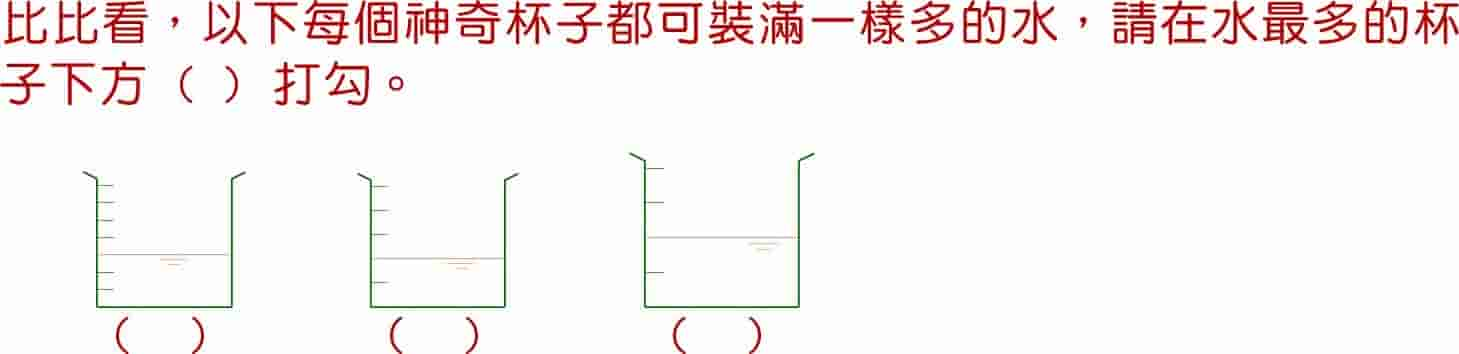 比比看，以下每個神奇杯子都可裝滿一樣多的水，請在水最多的杯
子下方（ ）打勾。
( ) ( ) ( )